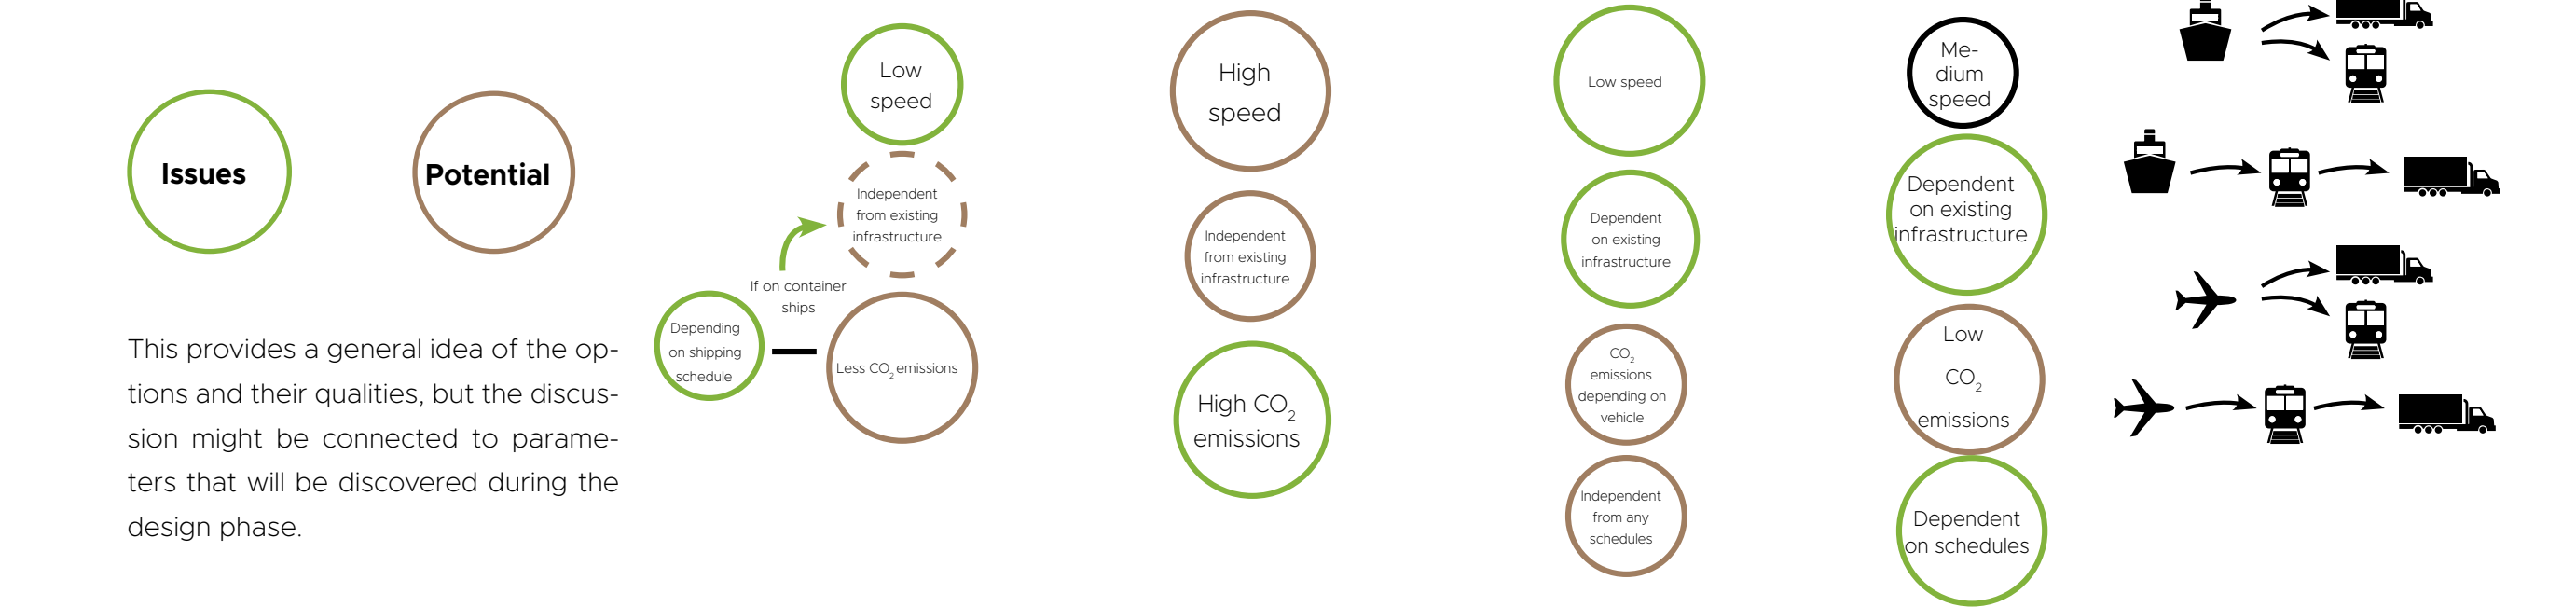 Issues
Potential
This provides a general idea of the op-
tions and their qualities, but the discus-
sion might be connected to parame-
ters that will be discovered during the
design phase.
Low
speed
Independent
from existing
infrastructure
If on container
ships
Depending
on shipping
schedule
Less CO2 emissions
High
speed
Independent
from existing
infrastructure
High CO2
emissions
Low speed
Dependent
on existing
infrastructure
CO2
emissions
depending on
vehicle
Independent
from any
schedules
Me-
dium
speed
Dependent
on existing
infrastructure
Low
CO2
emissions
Dependent
on schedules